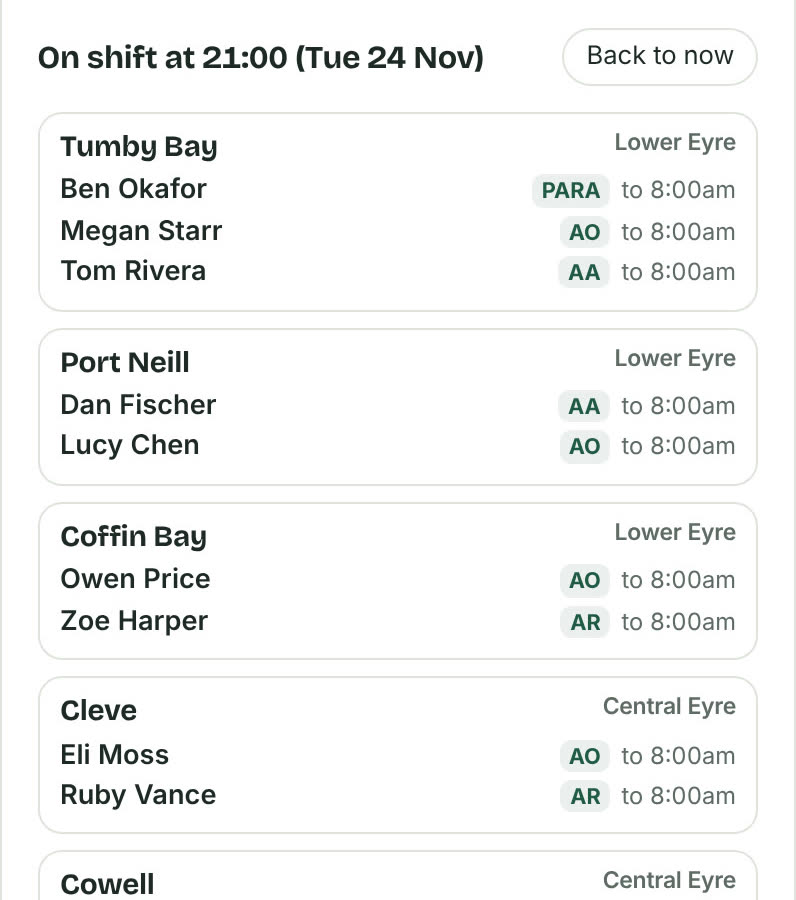 On shift at 21:00 (Tue 24 Nov) Back to now
Tumby Bay Lower Eyre
Ben Okafor PARA to 8:00am
Megan Starr AO to 8:00am
Tom Rivera AA to 8:00am
Port Neill Lower Eyre
Dan Fischer AA to 8:00am
Lucy Chen AO to 8:00am
Coffin Bay Lower Eyre
Owen Price AO to 8:00am
Zoe Harper AR to 8:00am
Cleve Central Eyre
Eli Moss AO to 8:00am
Ruby Vance AR to 8:00am
Cowell Central Eyre